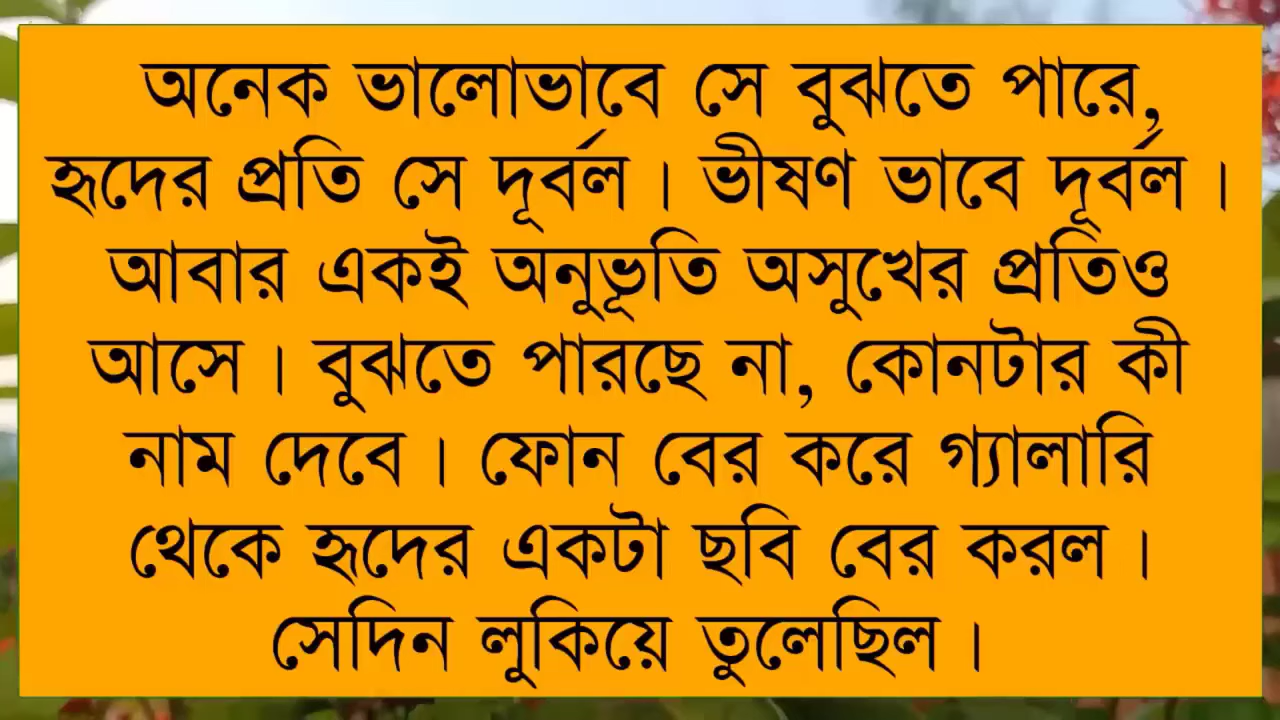 অনেক ভালোভাবে সে বুঝতে পারে,
হৃদের প্রতি সে দূর্বল। ভীষণ ভাবে দূর্বল।
আবার একই অনুভূতি অসুখের প্রতিও
আসে। বুঝতে পারছে না, কোনটার কী
নাম দেবে। ফোন বের করে গ্যালারি
থেকে হৃদের একটা ছবি বের করল।
সেদিন লুকিয়ে তুলেছিল।